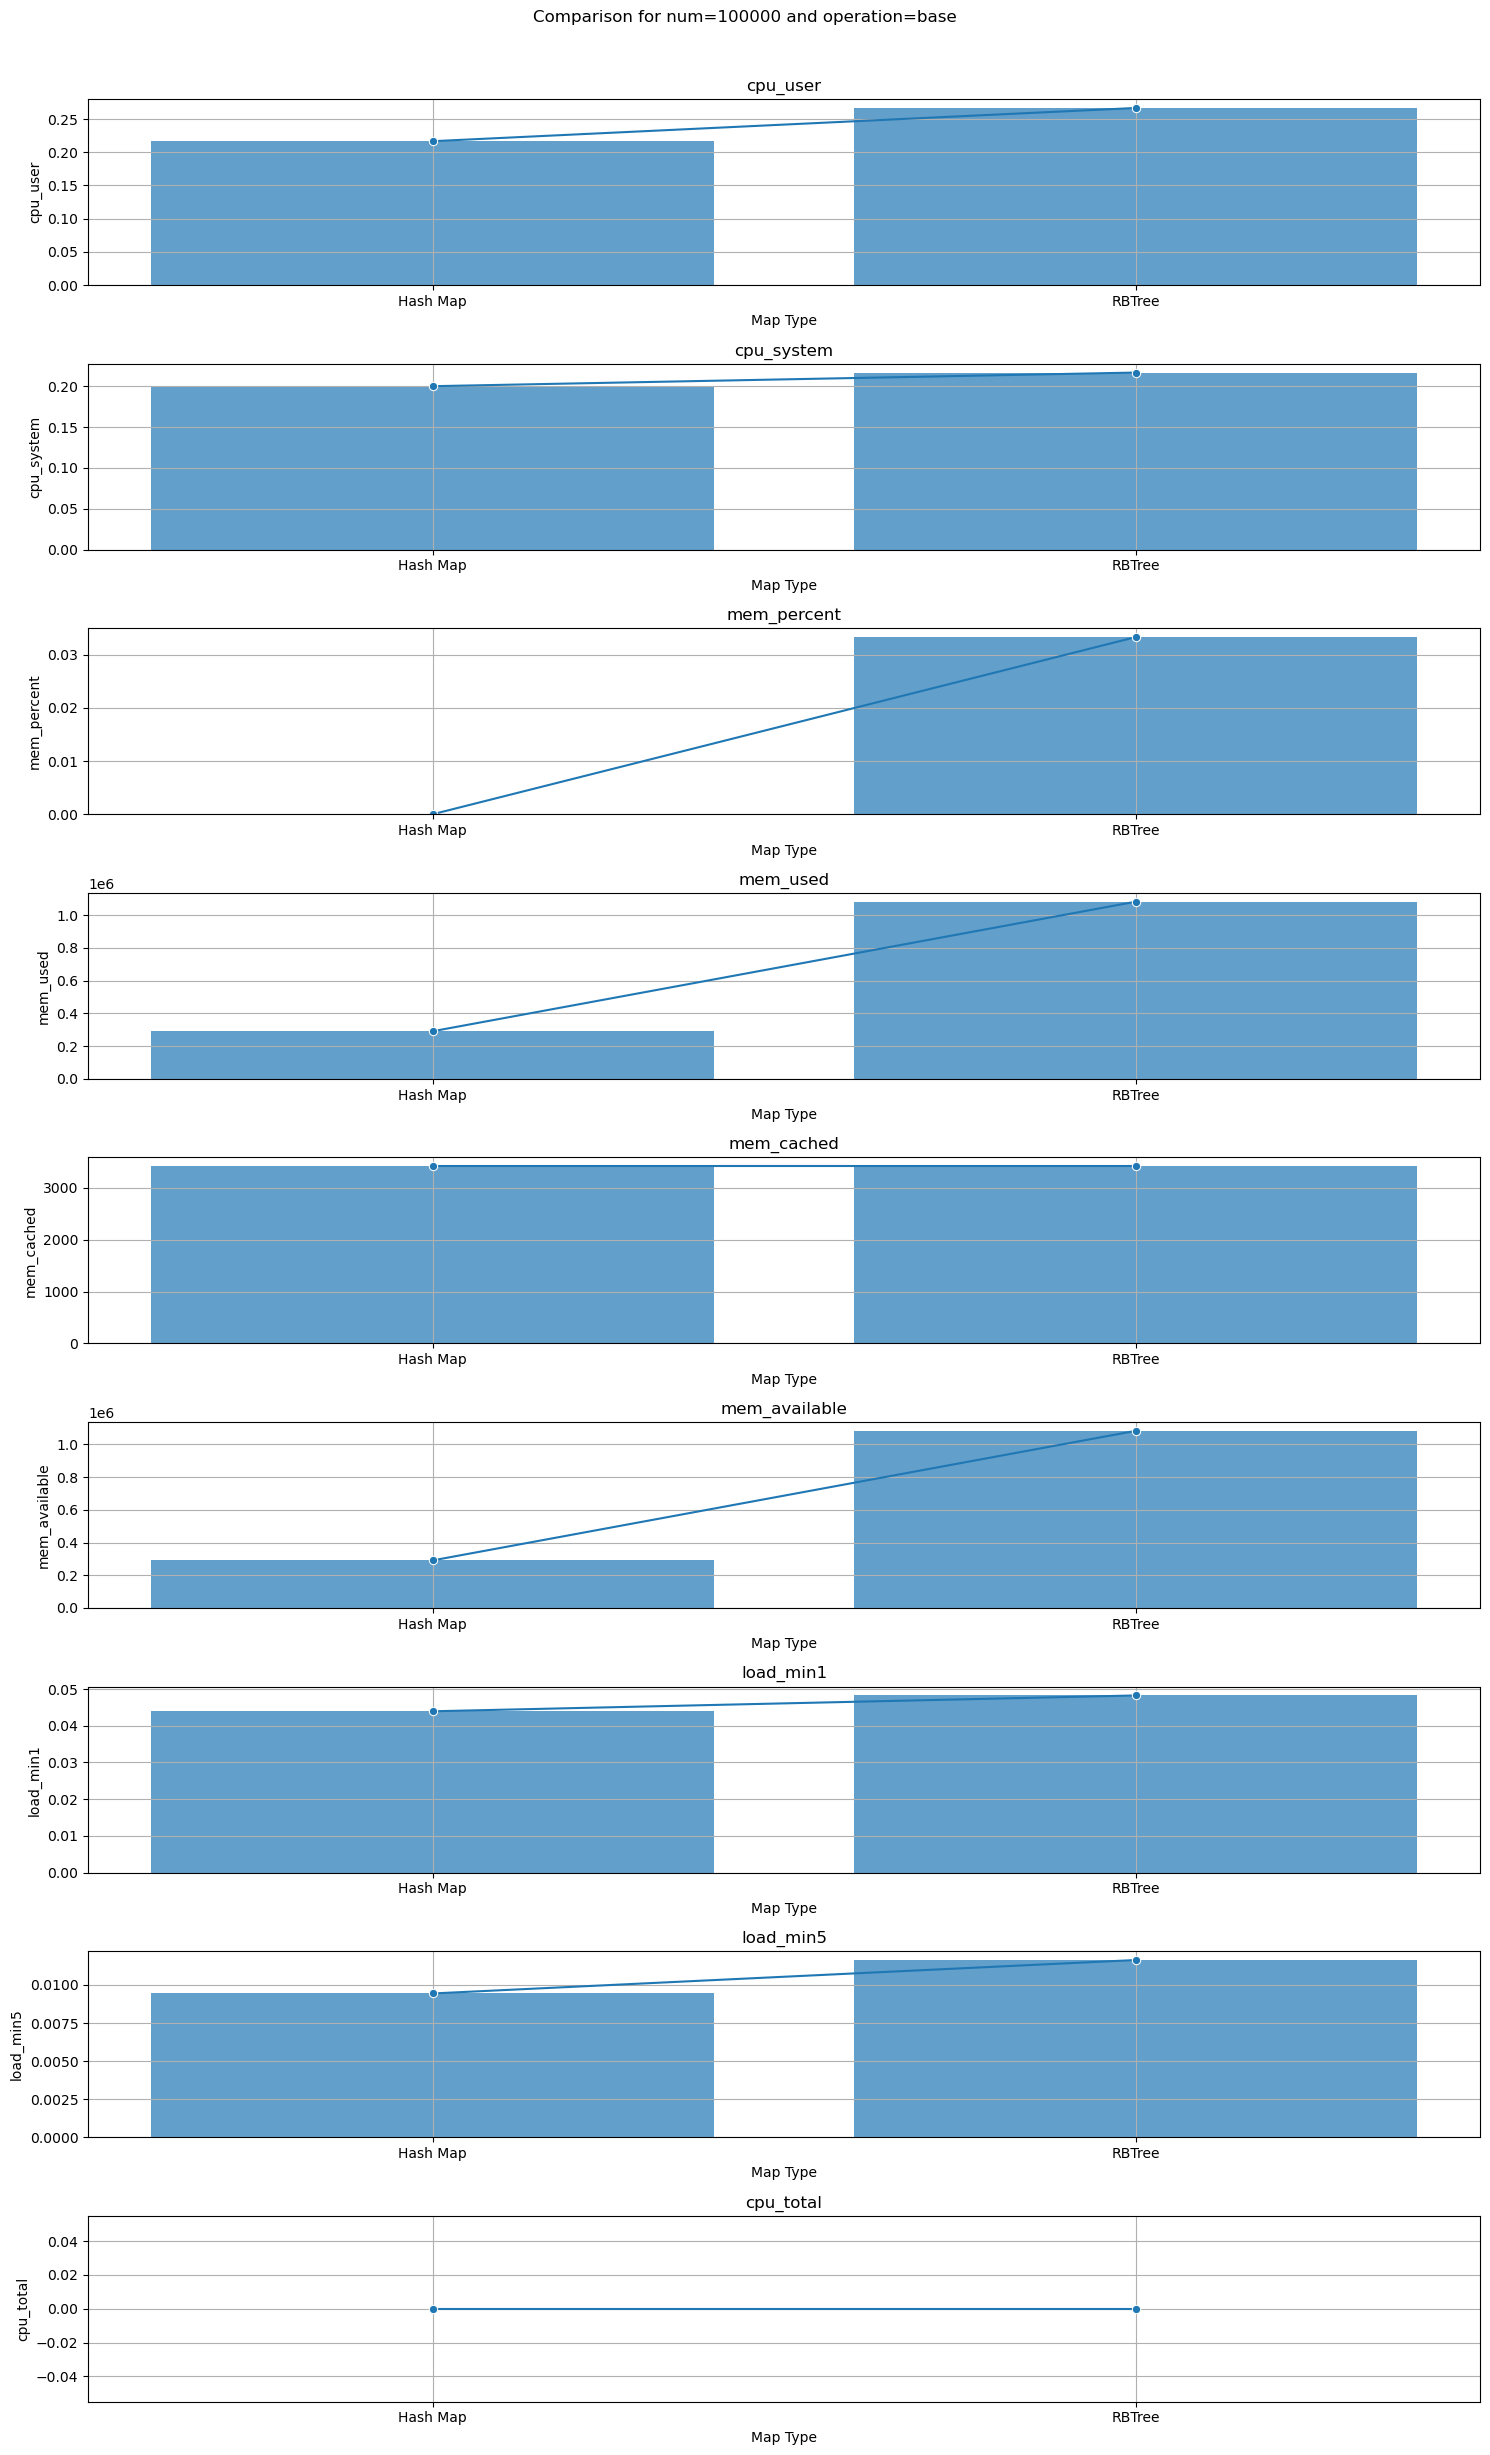 Comparison for num=100000 and operation=base
cpu_user
0.25
0.20
0.15
0.10
0.05
0.00
cpu_user
Hash Map RBTree
Map Type
cpu_system
0.20
0.15
0.10
0.05
0.00
cpu_system
Hash Map RBTree
Map Type
mem_percent
0.03
0.02
0.01
0.00
mem_percent
Hash Map RBTree
Map Type
mem_used
1e6
1.0
0.8
0.6
0.4
0.2
0.0
mem_used
Hash Map RBTree
Map Type
mem_cached
3000
2000
1000
0
mem_cached
Hash Map RBTree
Map Type
mem_available
1e6
1.0
0.8
0.6
0.4
0.2
0.0
mem_available
Hash Map RBTree
Map Type
load_min1
0.05
0.04
0.03
0.02
0.01
0.00
load_min1
Hash Map RBTree
Map Type
load_min5
0.0100
0.0075
0.0050
0.0025
0.0000
load_min5
Hash Map RBTree
Map Type
cpu_total
0.04
0.02
0.00
−0.02
−0.04
cpu_total
Hash Map RBTree
Map Type